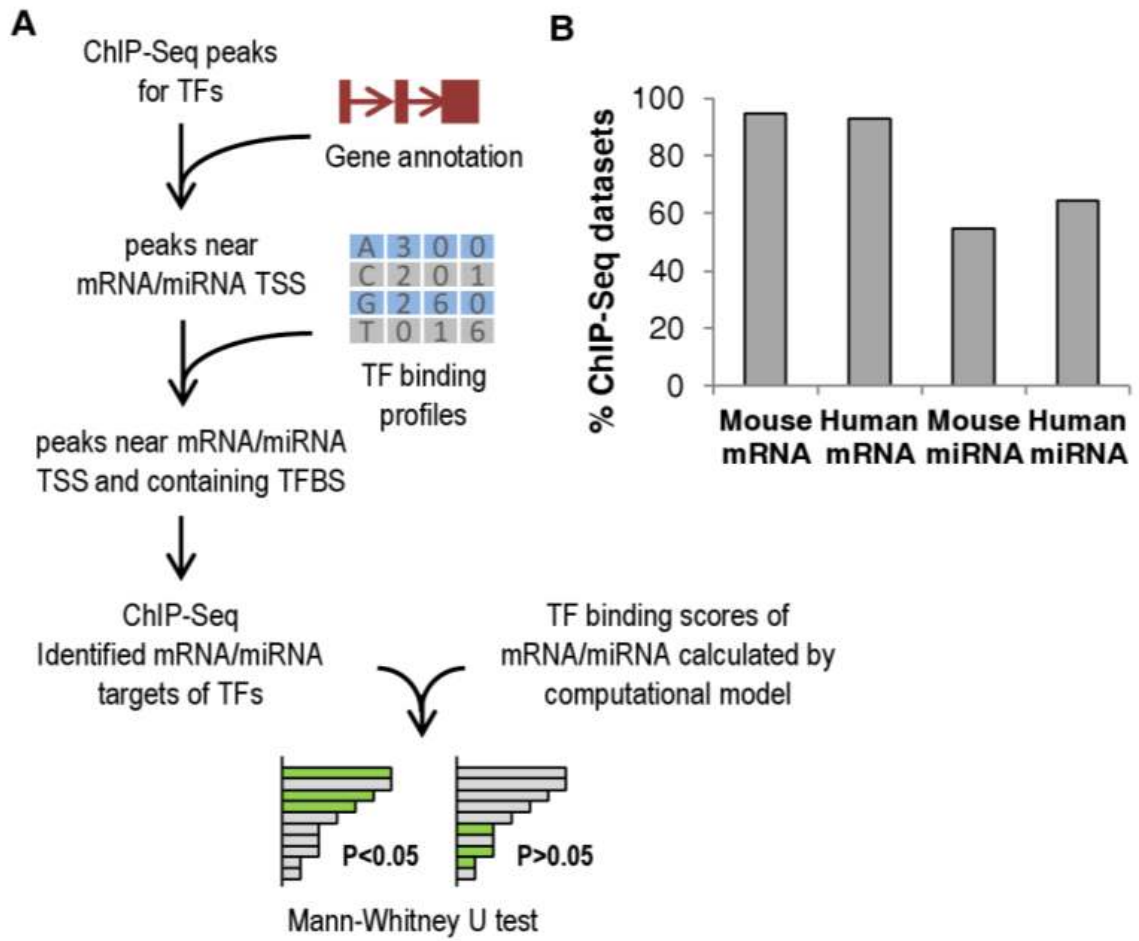 A
ChIP-Seq peaks
for TFs
Gene annotation
peaks near
mRNA/miRNA TSS
A 3 0 0
C 2 0 1
G 2 6 0
T 0 1 6
TF binding
profiles
peaks near mRNA/miRNA
TSS and containing TFBS
ChIP-Seq
Identified mRNA/miRNA
targets of TFs
TF binding scores of
mRNA/miRNA calculated by
computational model
P<0.05
P>0.05
Mann-Whitney U test
B
% ChIP-Seq datasets
100
80
60
40
20
0
Mouse Human Mouse Human
mRNA mRNA miRNA miRNA